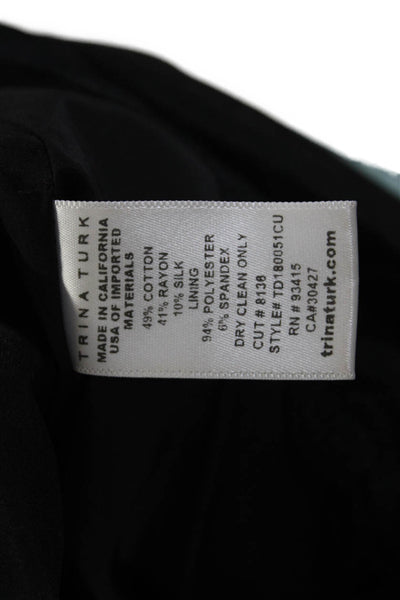 TRINA TURK
MADE IN CALIFORNIA
USA OF IMPORTED
MATERIALS
49% COTTON
41% RAYON
10% SILK
LINING
94% POLYESTER
6% SPANDEX
DRY CLEAN ONLY
CUT # 8136
STYLE# TD180051CU
RN # 93415
CA#30427
trinaturk.com